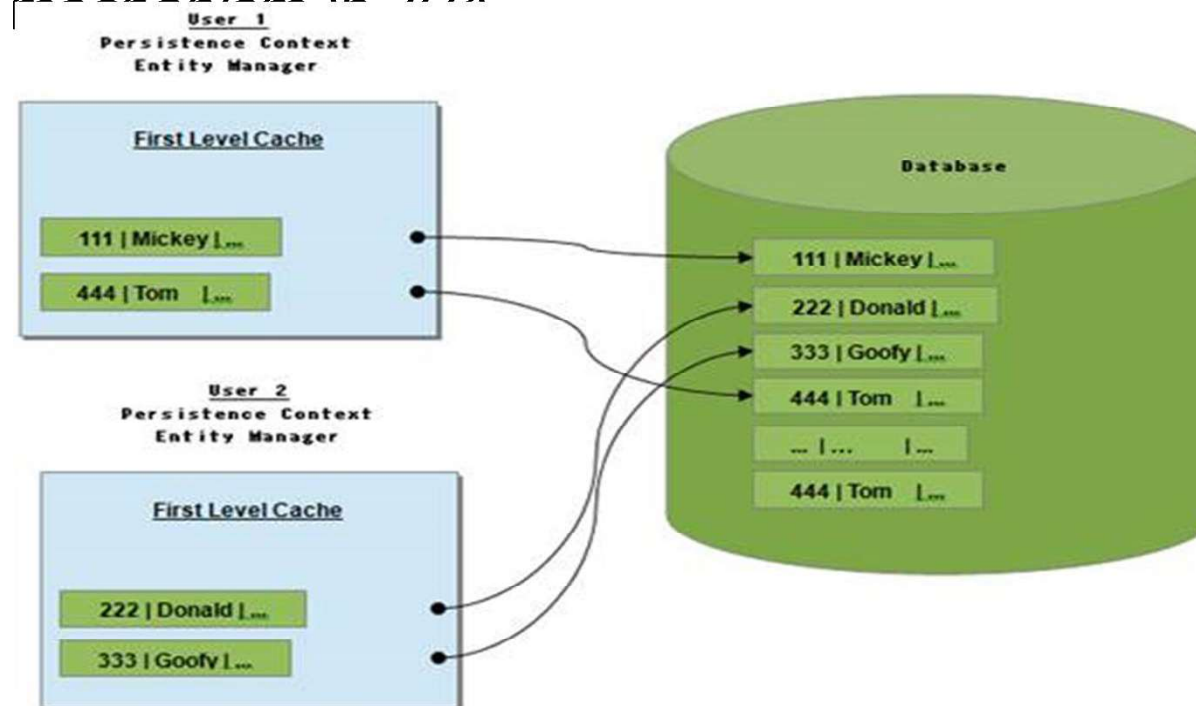 User 1
Persistence Context
Entity Manager
First Level Cache
111 | Mickey | ...
444 | Tom | ...
User 2
Persistence Context
Entity Manager
First Level Cache
222 | Donald | ...
333 | Goofy | ...
Database
111 | Mickey | ...
222 | Donald | ...
333 | Goofy | ...
444 | Tom | ...
... | ... | ...
444 | Tom | ...